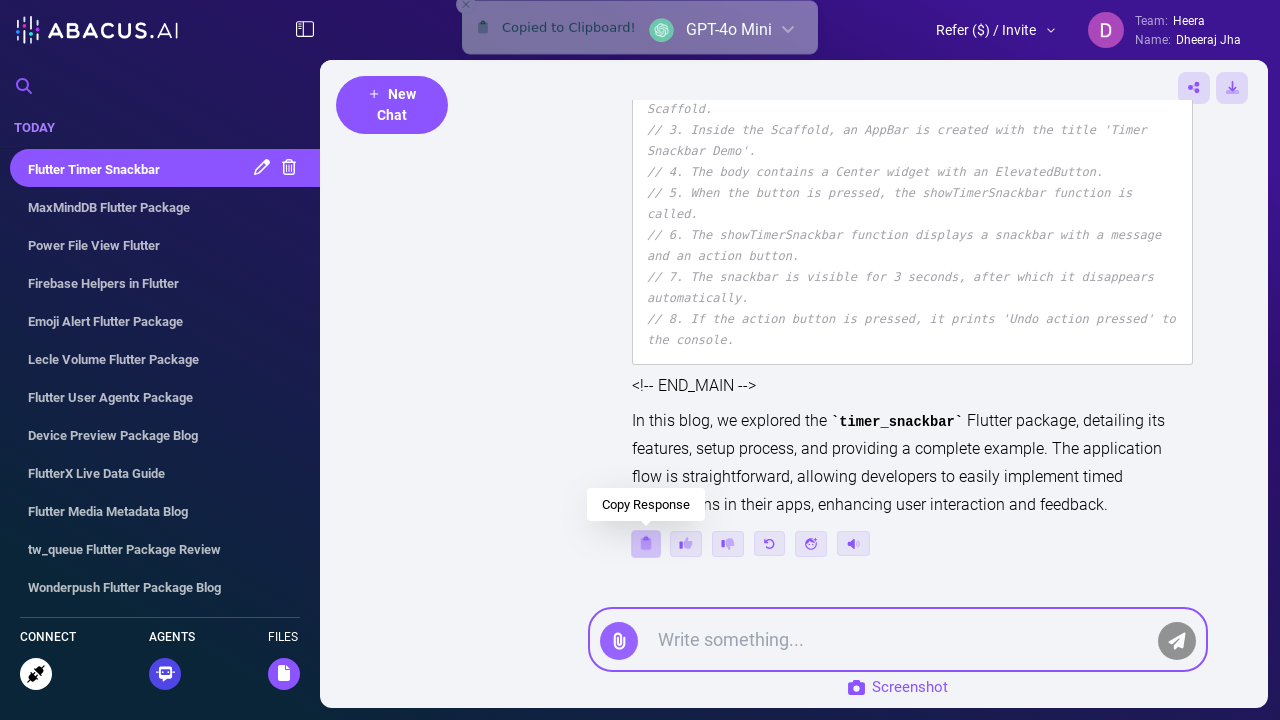 ABACUS.AI
Copied to Clipboard!
GPT-4o Mini
Refer ($) / Invite
D
Team: Heera
Name: Dheeraj Jha
TODAY
Flutter Timer Snackbar
MaxMindDB Flutter Package
Power File View Flutter
Firebase Helpers in Flutter
Emoji Alert Flutter Package
Lecle Volume Flutter Package
Flutter User Agentx Package
Device Preview Package Blog
FlutterX Live Data Guide
Flutter Media Metadata Blog
tw_queue Flutter Package Review
Wonderpush Flutter Package Blog
CONNECT
AGENTS
FILES
+ New
Chat
Scaffold.
// 3. Inside the Scaffold, an AppBar is created with the title 'Timer
Snackbar Demo'.
// 4. The body contains a Center widget with an ElevatedButton.
// 5. When the button is pressed, the showTimerSnackbar function is
called.
// 6. The showTimerSnackbar function displays a snackbar with a message
and an action button.
// 7. The snackbar is visible for 3 seconds, after which it disappears
automatically.
// 8. If the action button is pressed, it prints 'Undo action pressed' to
the console.
<!-- END_MAIN -->
In this blog, we explored the `timer_snackbar` Flutter package, detailing its
features, setup process, and providing a complete example. The application
flow is straightforward, allowing developers to easily implement timed
ns in their apps, enhancing user interaction and feedback.
Copy Response
Write something...
Screenshot